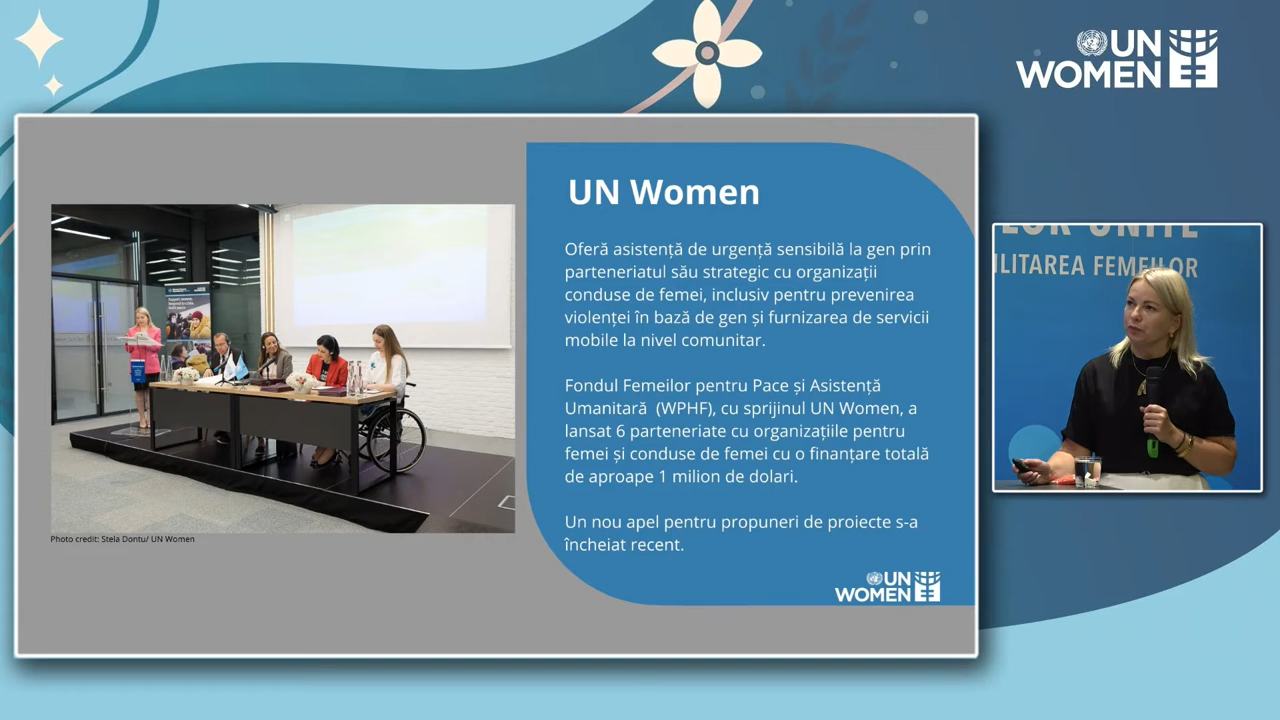 UN
WOMEN
UN Women
Oferă asistență de urgență sensibilă la gen prin
parteneriatul său strategic cu organizații
conduse de femei, inclusiv pentru prevenirea
violenței în bază de gen și furnizarea de servicii
mobile la nivel comunitar.
Fondul Femeilor pentru Pace și Asistență
Umanitară (WPHF), cu sprijinul UN Women, a
lansat 6 parteneriate cu organizațiile pentru
femei și conduse de femei cu o finanțare totală
de aproape 1 milion de dolari.
Un nou apel pentru propuneri de proiecte s-a
încheiat recent.
UN
WOMEN
Photo credit: Stela Dontu/ UN Women
LOR UNITE
ILITAREA FEMEILOR